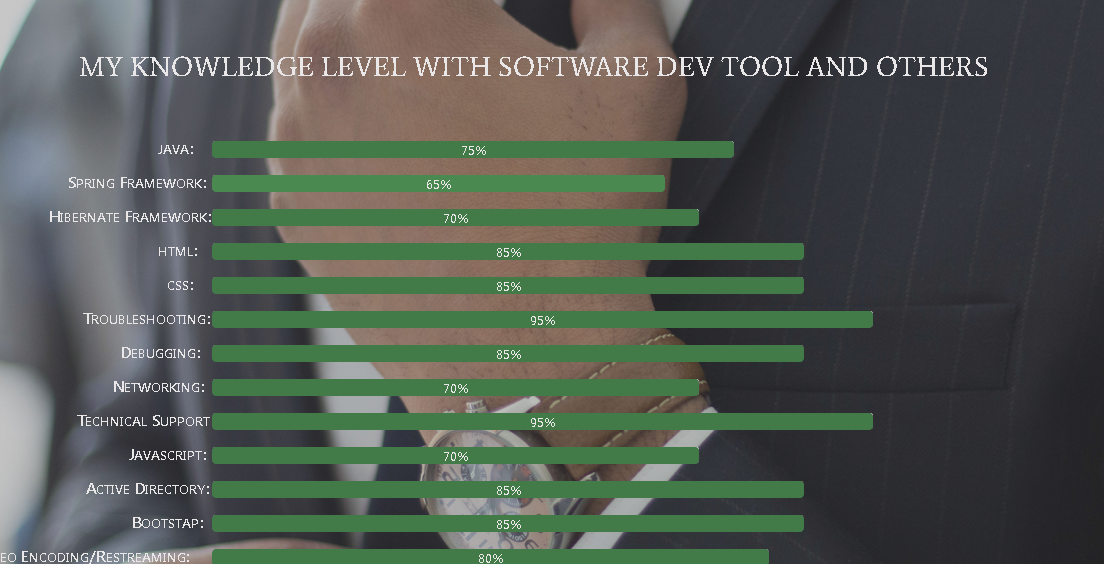 MY KNOWLEDGE LEVEL WITH SOFTWARE DEV TOOL AND OTHERS
JAVA: 75%
SPRING FRAMEWORK: 65%
HIBERNATE FRAMEWORK: 70%
HTML: 85%
CSS: 85%
TROUBLESHOOTING: 95%
DEBUGGING: 85%
NETWORKING: 70%
TECHNICAL SUPPORT 95%
JAVASCRIPT: 70%
ACTIVE DIRECTORY: 85%
BOOTSTAP: 85%
EO ENCODING/RESTREAMING: 80%